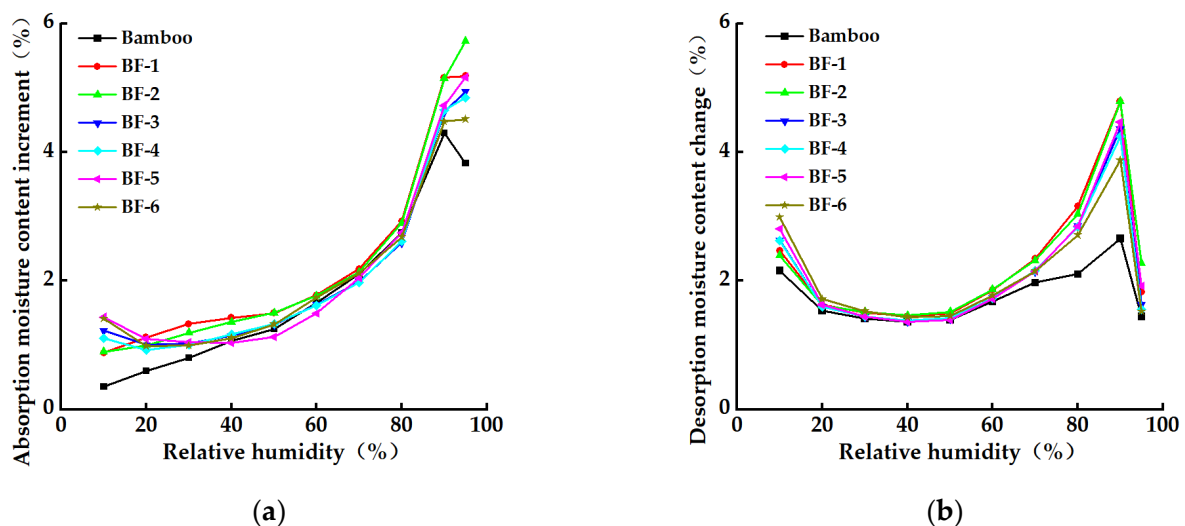 Absorption moisture content increment（%）
6
4
2
0
Bamboo
BF-1
BF-2
BF-3
BF-4
BF-5
BF-6
0 20 40 60 80 100
Relative humidity（%）
(a)
Desorption moisture content change（%）
6
4
2
0
Bamboo
BF-1
BF-2
BF-3
BF-4
BF-5
BF-6
0 20 40 60 80 100
Relative humidity（%）
(b)